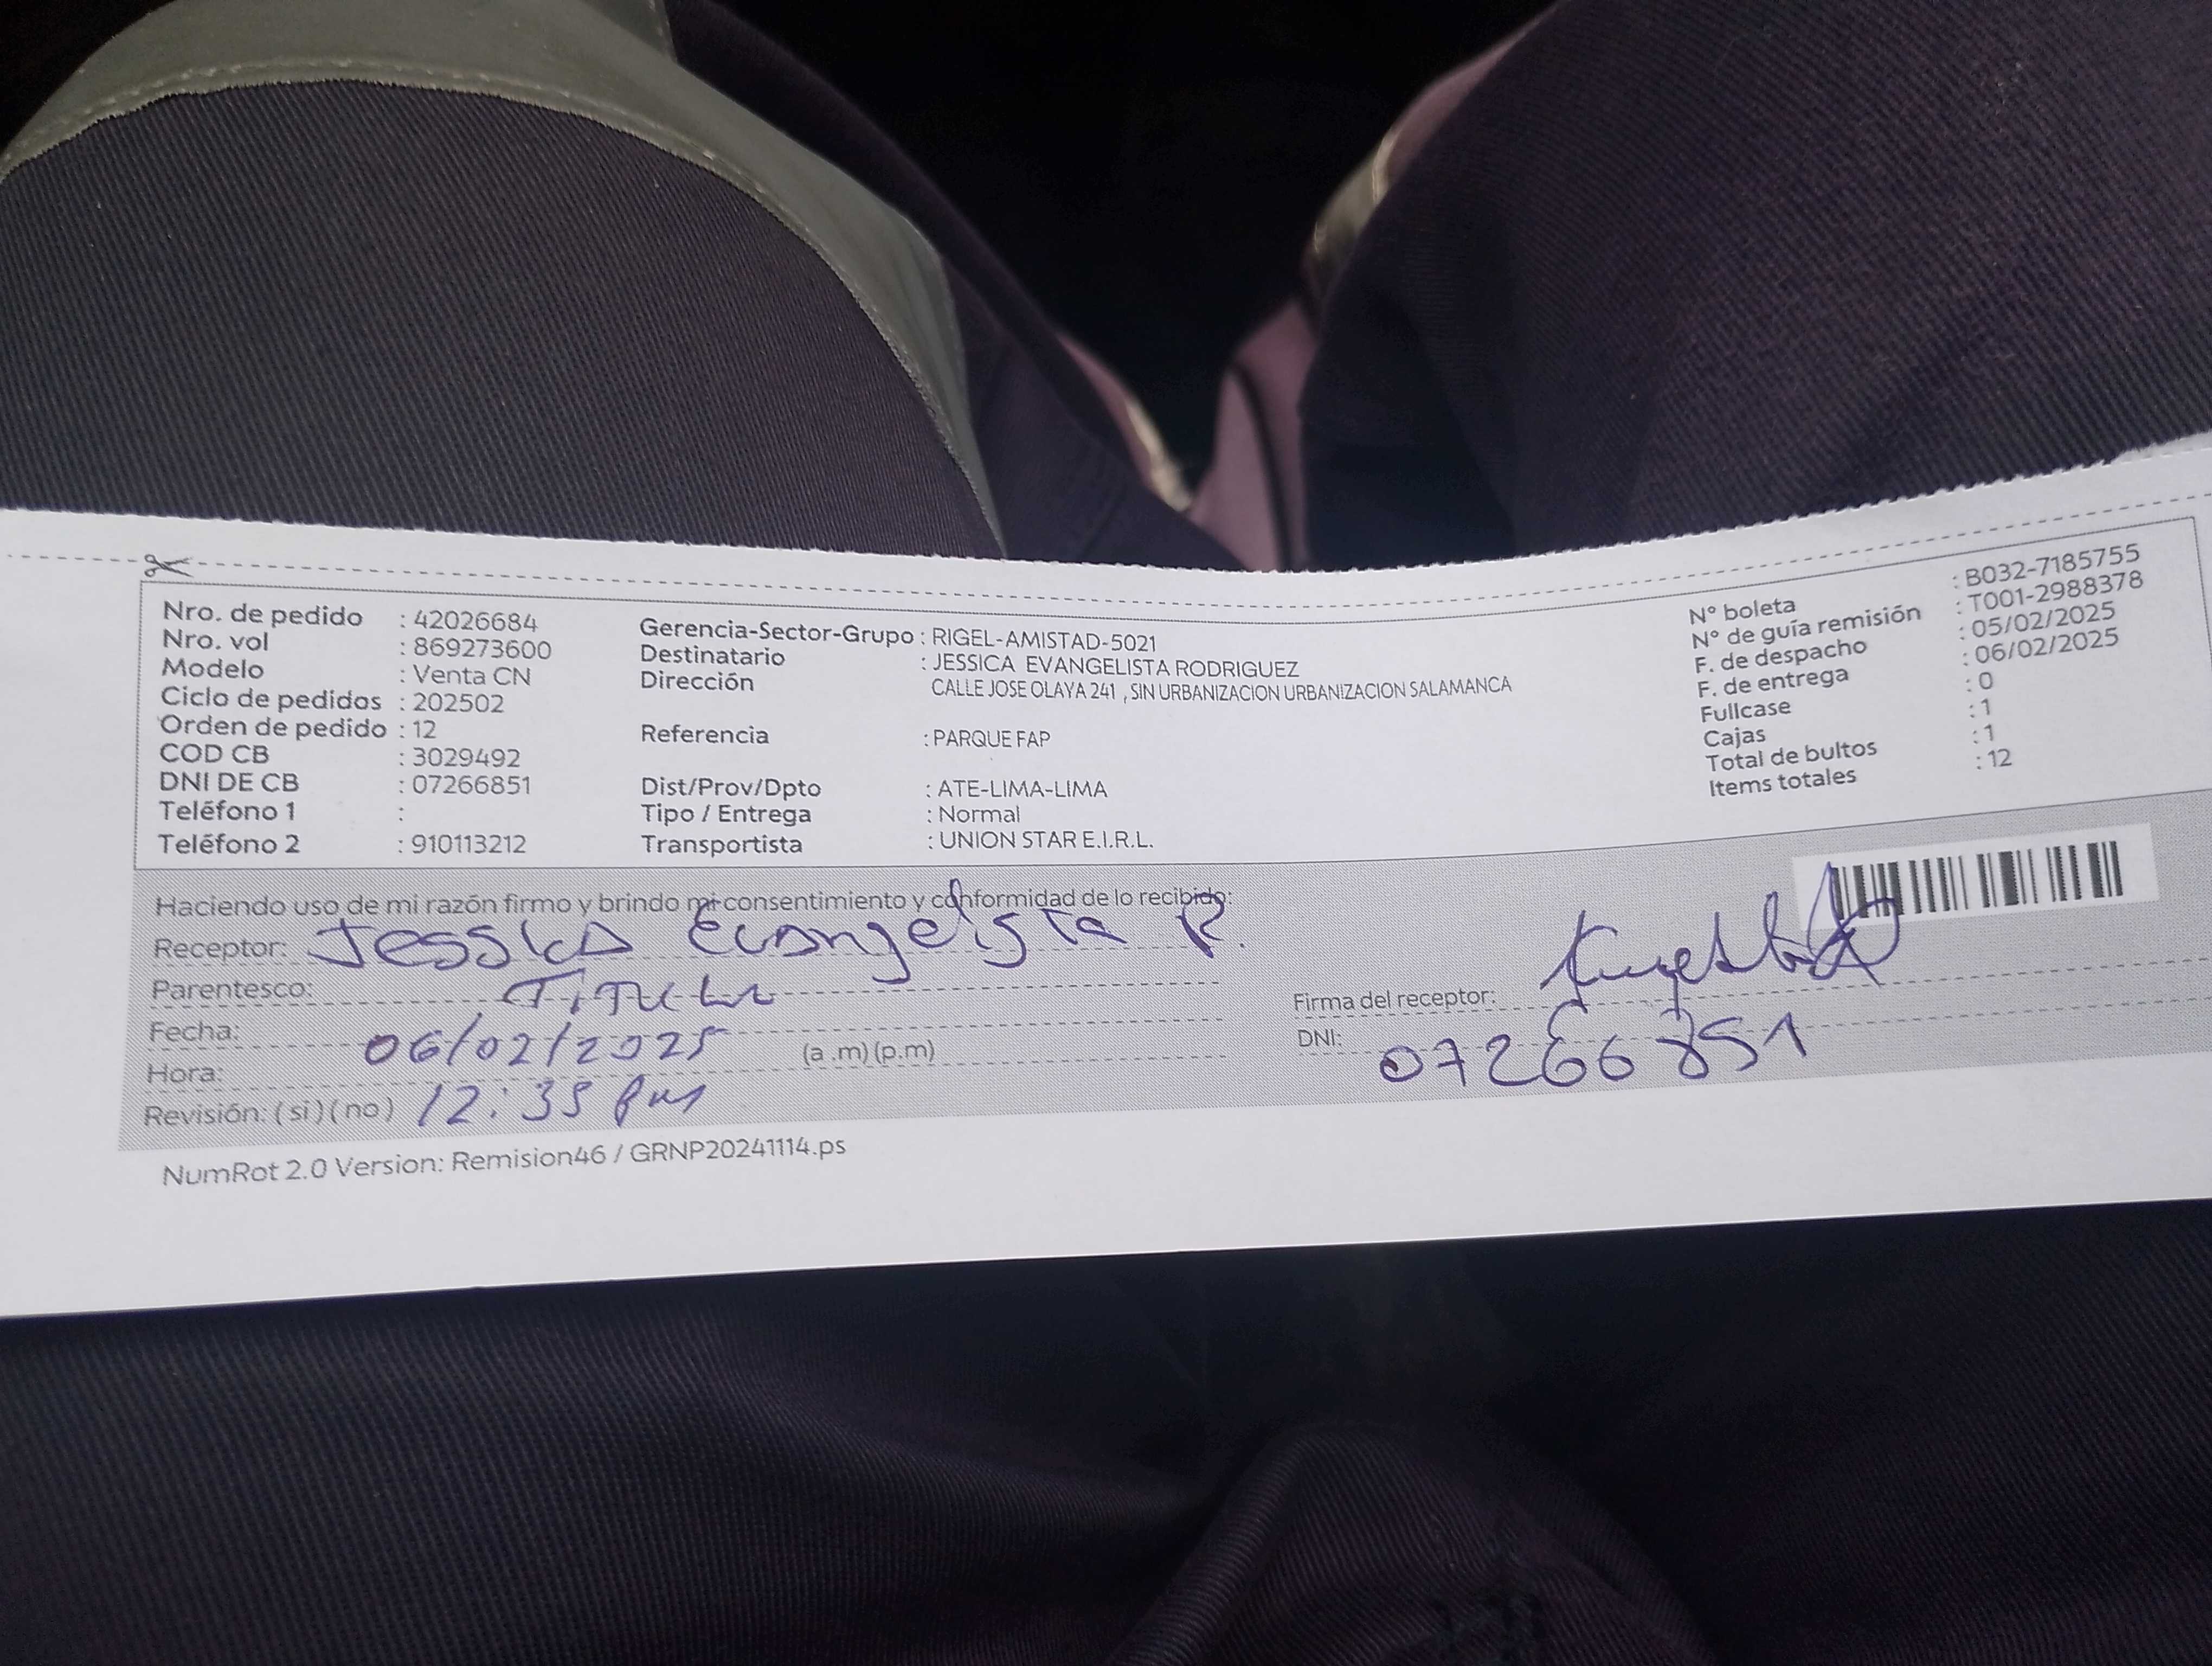 Nro. de pedido : 42026684
Nro. vol : 869273600
Modelo : Venta CN
Ciclo de pedidos : 202502
Orden de pedido : 12
COD CB : 3029492
DNI DE CB : 07266851
Teléfono 1 :
Teléfono 2 : 910113212
Gerencia-Sector-Grupo : RIGEL-AMISTAD-5021
Destinatario : JESSICA EVANGELISTA RODRIGUEZ
Dirección CALLE JOSE OLAYA 241 , SIN URBANIZACION URBANIZACION SALAMANCA
Referencia : PARQUE FAP
Dist/Prov/Dpto : ATE-LIMA-LIMA
Tipo / Entrega : Normal
Transportista : UNION STAR E.I.R.L.
N° boleta : B032-7185755
N° de guía remisión : T001-2988378
F. de despacho : 05/02/2025
F. de entrega : 06/02/2025
Fullcase : 0
Cajas : 1
Total de bultos : 1
Items totales : 12
Haciendo uso de mi razón firmo y brindo mi consentimiento y conformidad de lo recibido:
Receptor: Jessica Evangelista R.
Parentesco: Titular
Fecha: 06/02/2025
Hora: (a.m) (p.m)
Revisión: (si) (no) 12:35 pm
Firma del receptor:
DNI: 07266851
NumRot 2.0 Version: Remision46 / GRNP20241114.ps